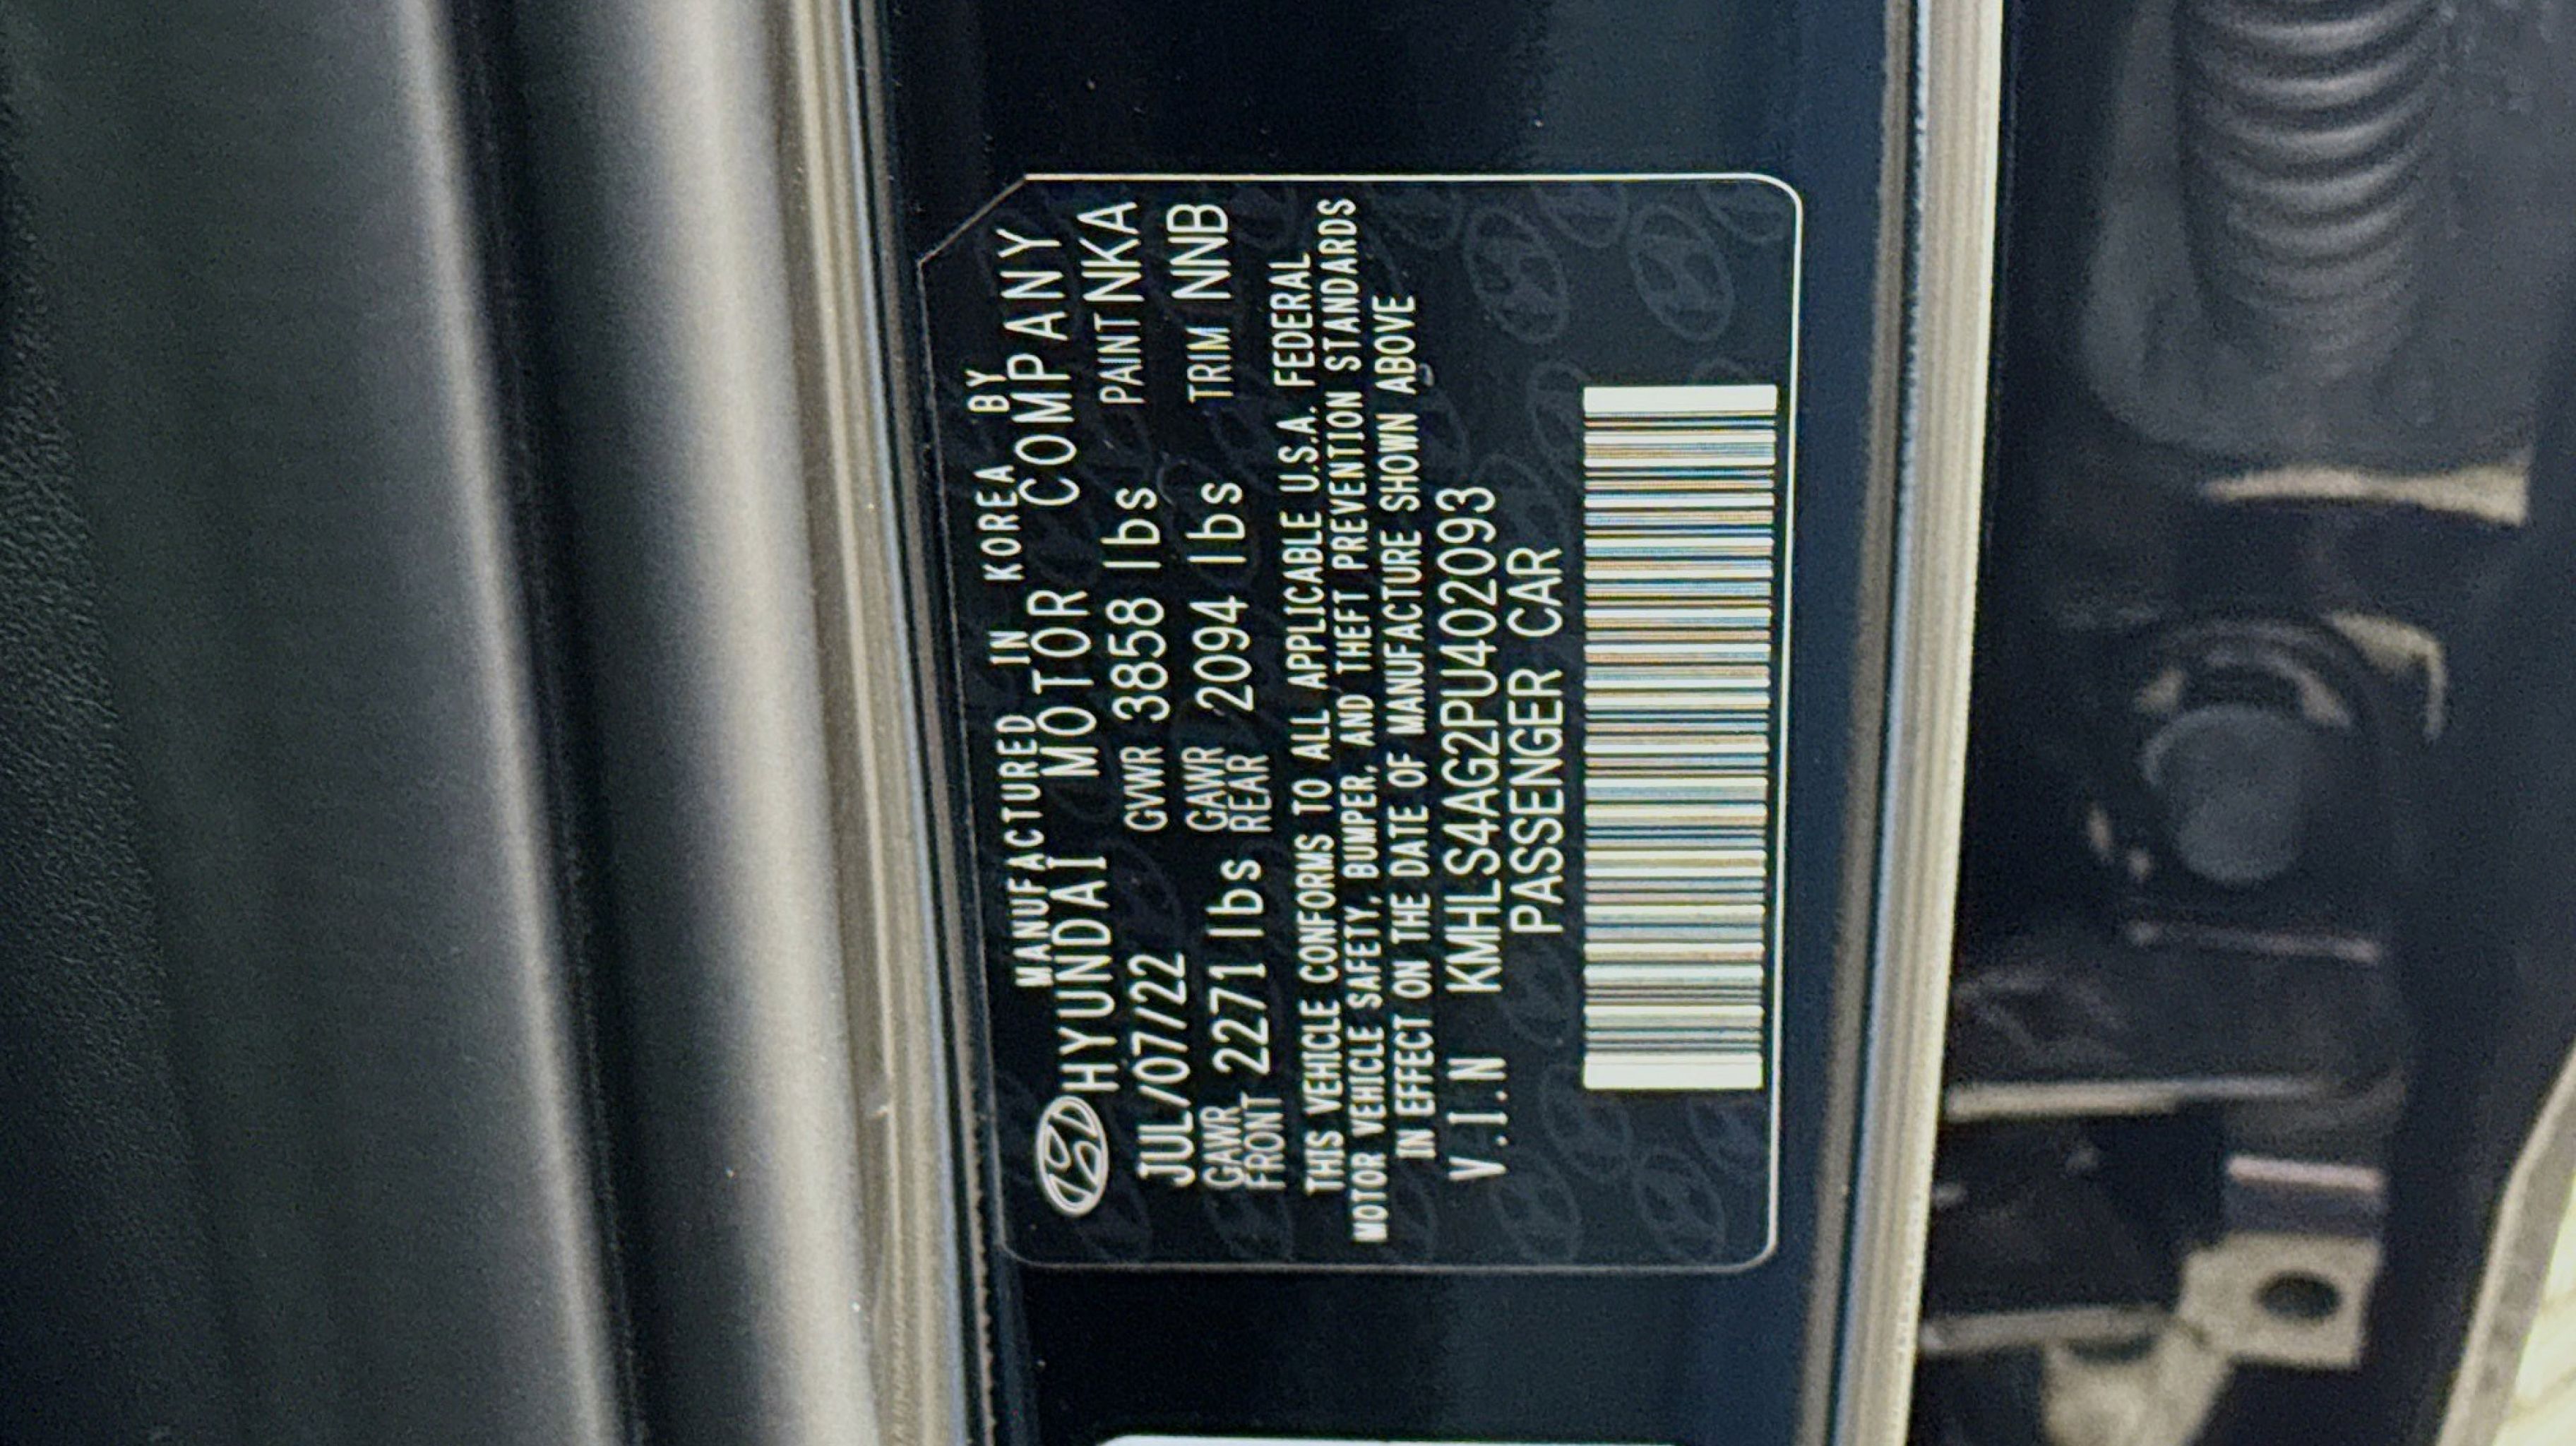 MANUFACTURED IN KOREA BY
HYUNDAI MOTOR COMPANY
JUL/07/22 GVWR 3858 lbs PAINT NKA
GAWR FRONT 2271 lbs GAWR REAR 2094 lbs TRIM NNB
THIS VEHICLE CONFORMS TO ALL APPLICABLE U.S.A. FEDERAL
MOTOR VEHICLE SAFETY, BUMPER, AND THEFT PREVENTION STANDARDS
IN EFFECT ON THE DATE OF MANUFACTURE SHOWN ABOVE
V.I.N KMHLS4AG2PU402093
PASSENGER CAR